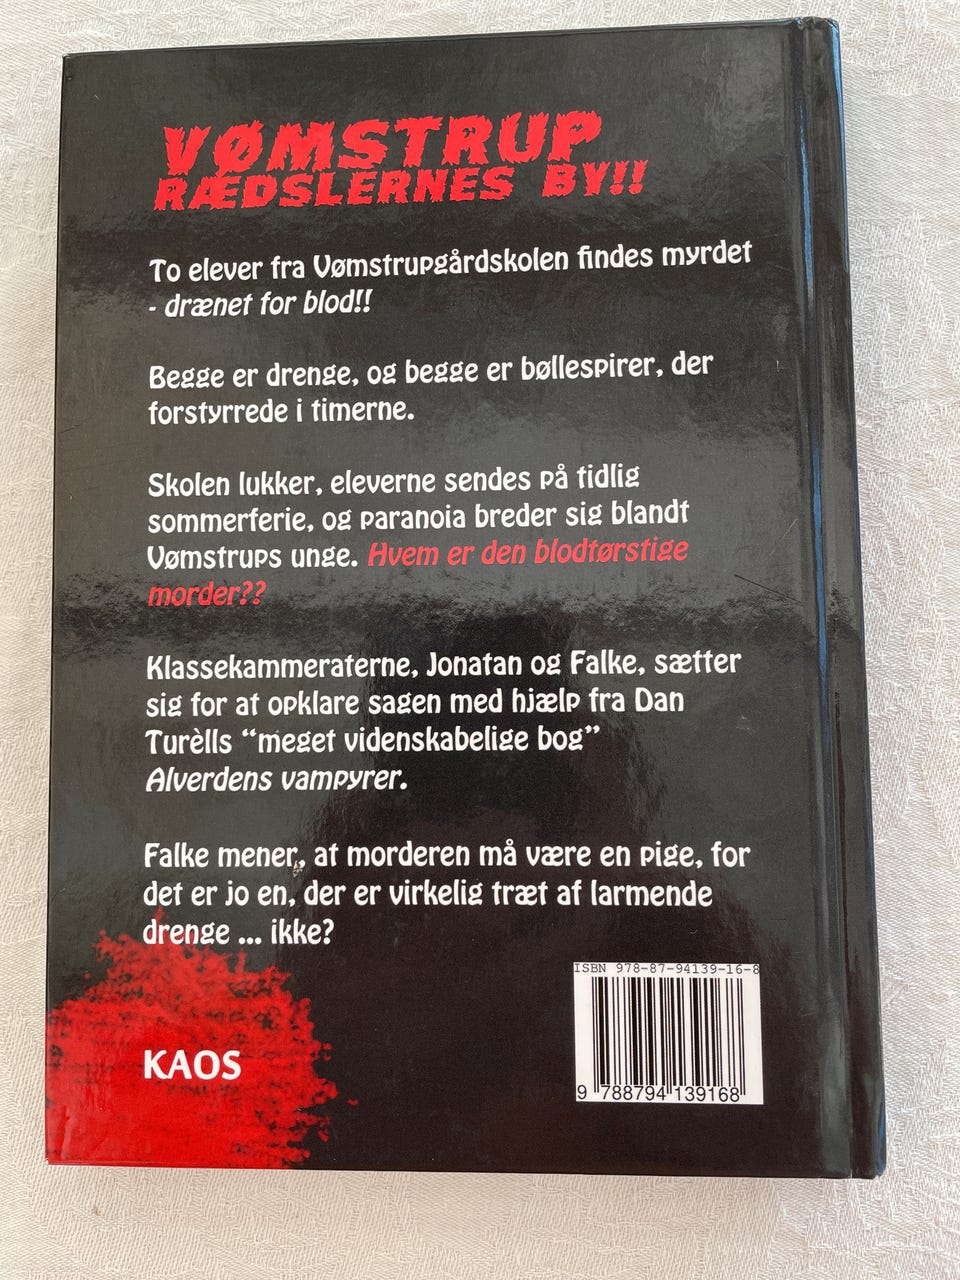 VØMSTRUP
RÆDSLERNES BY!!
To elever fra Vømstrupgårdskolen findes myrdet
- drænet for blod!!
Begge er drenge, og begge er bøllespirer, der
forstyrrede i timerne.
Skolen lukker, eleverne sendes på tidlig
sommerferie, og paranoia breder sig blandt
Vømstrups unge. Hvem er den blodtørstige
morder??
Klassekammeraterne, Jonatan og Falke, sætter
sig for at opklare sagen med hjælp fra Dan
Turèlls “meget videnskabelige bog”
Alverdens vampyrer.
Falke mener, at morderen må være en pige, for
det er jo en, der er virkelig træt af larmende
drenge ... ikke?
ISBN 978-87-94139-16-8
9 788794 139168
KAOS